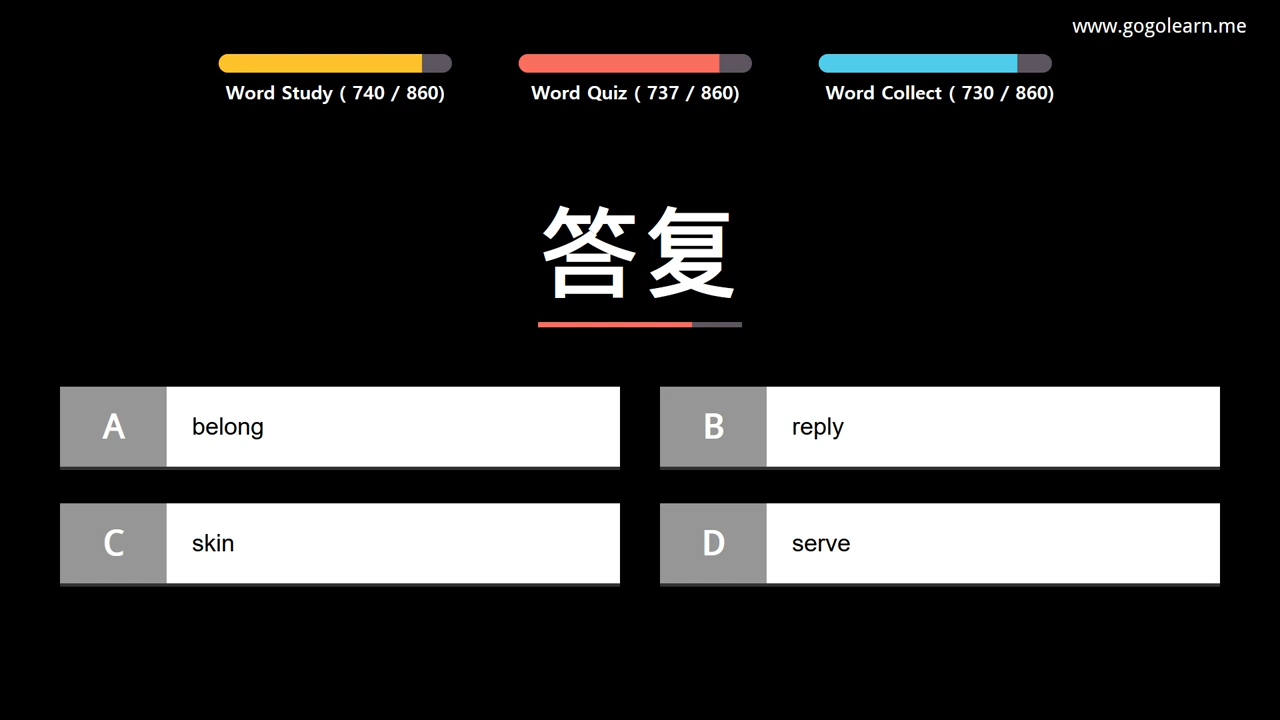 www.gogolearn.me
Word Study ( 740 / 860)
Word Quiz ( 737 / 860)
Word Collect ( 730 / 860)
答复
A belong
B reply
C skin
D serve